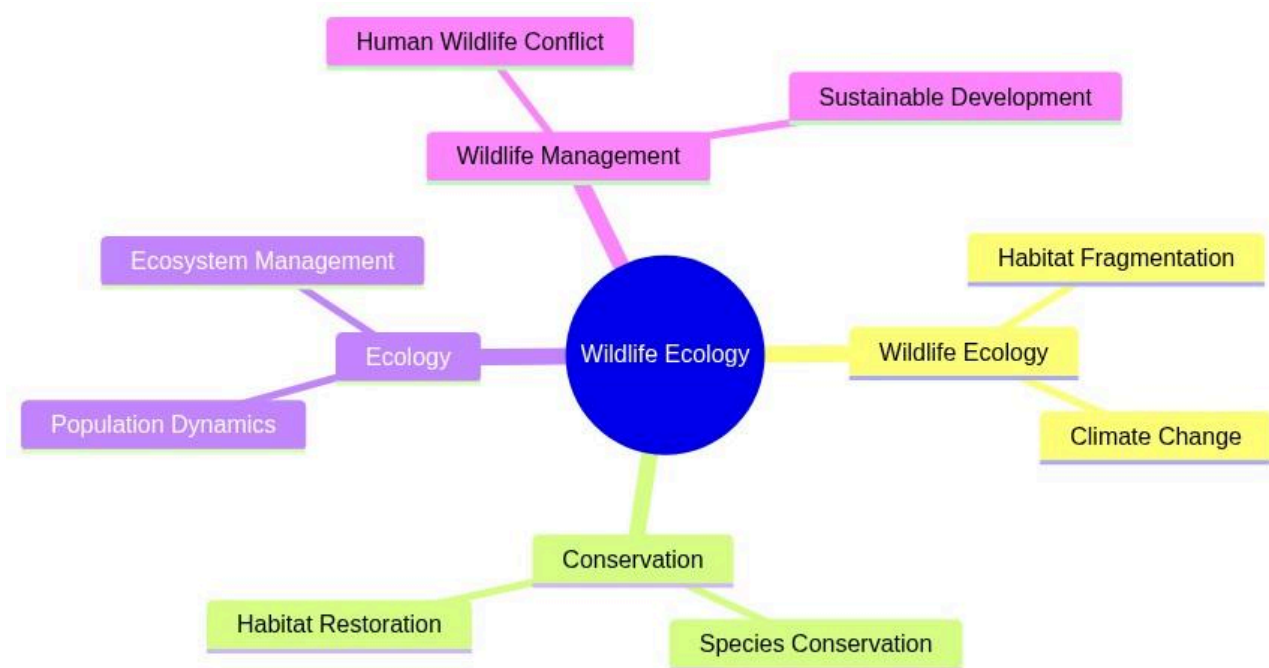 Human Wildlife Conflict
Sustainable Development
Wildlife Management
Ecosystem Management
Habitat Fragmentation
Ecology
Wildlife Ecology
Wildlife Ecology
Population Dynamics
Climate Change
Conservation
Habitat Restoration
Species Conservation